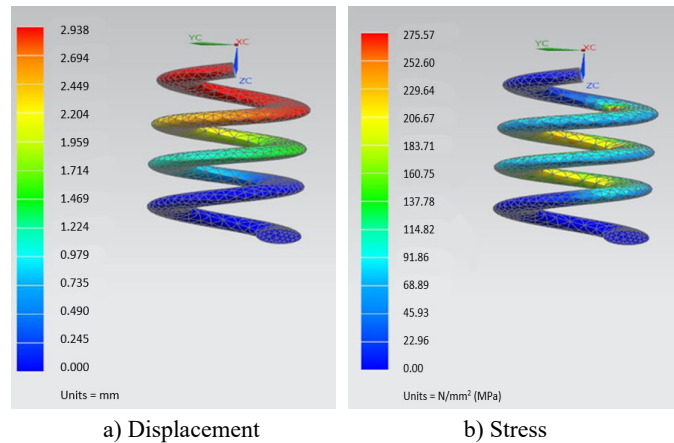 2.938
2.694
2.449
2.204
1.959
1.714
1.469
1.224
0.979
0.735
0.490
0.245
0.000
Units = mm
YC
XC
ZC
275.57
252.60
229.64
206.67
183.71
160.75
137.78
114.82
91.86
68.89
45.93
22.96
0.00
Units = N/mm² (MPa)
YC
XC
ZC
a) Displacement
b) Stress